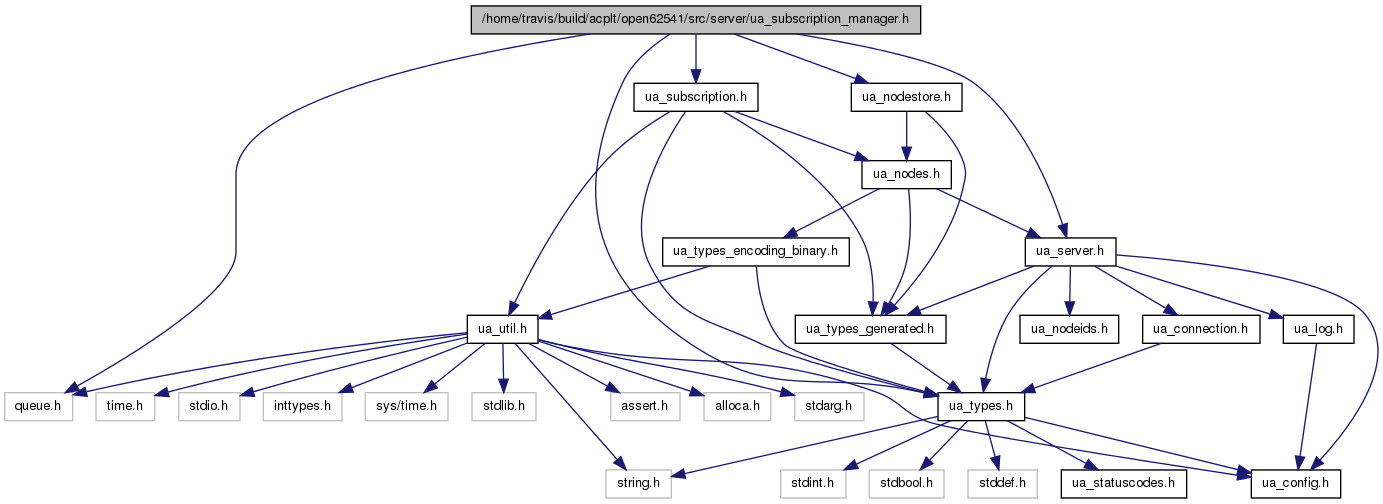 /home/travis/build/acplt/open62541/src/server/ua_subscription_manager.h
ua_subscription.h
ua_nodestore.h
ua_nodes.h
ua_types_encoding_binary.h
ua_server.h
ua_util.h
ua_types_generated.h
ua_nodeids.h
ua_connection.h
ua_log.h
queue.h
time.h
stdio.h
inttypes.h
sys/time.h
stdlib.h
assert.h
alloca.h
stdarg.h
ua_types.h
string.h
stdint.h
stdbool.h
stddef.h
ua_statuscodes.h
ua_config.h